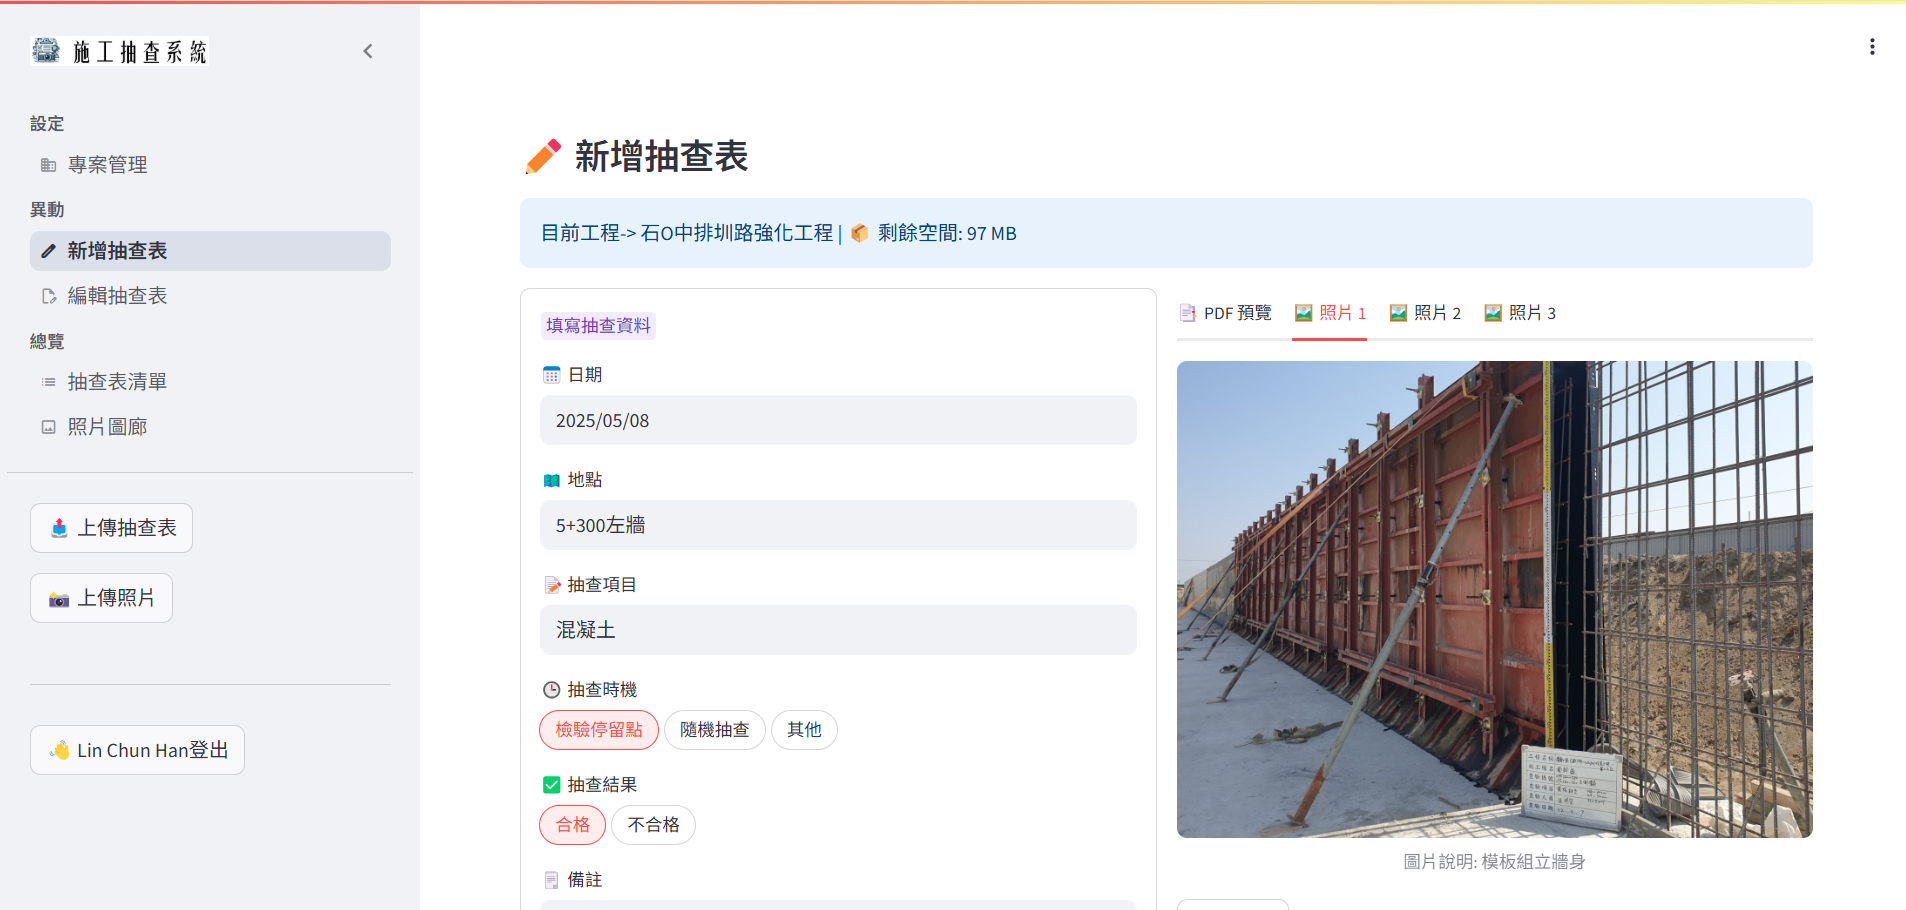 施工抽查系統
設定
專案管理
異動
新增抽查表
編輯抽查表
總覽
抽查表清單
照片圖廊
上傳抽查表
上傳照片
Lin Chun Han登出
新增抽查表
目前工程-> 石O中排圳路強化工程 | 剩餘空間: 97 MB
填寫抽查資料
日期
2025/05/08
地點
5+300左牆
抽查項目
混凝土
抽查時機
檢驗停留點
隨機抽查
其他
抽查結果
合格
不合格
備註
PDF 預覽
照片 1
照片 2
照片 3
圖片說明: 模板組立牆身